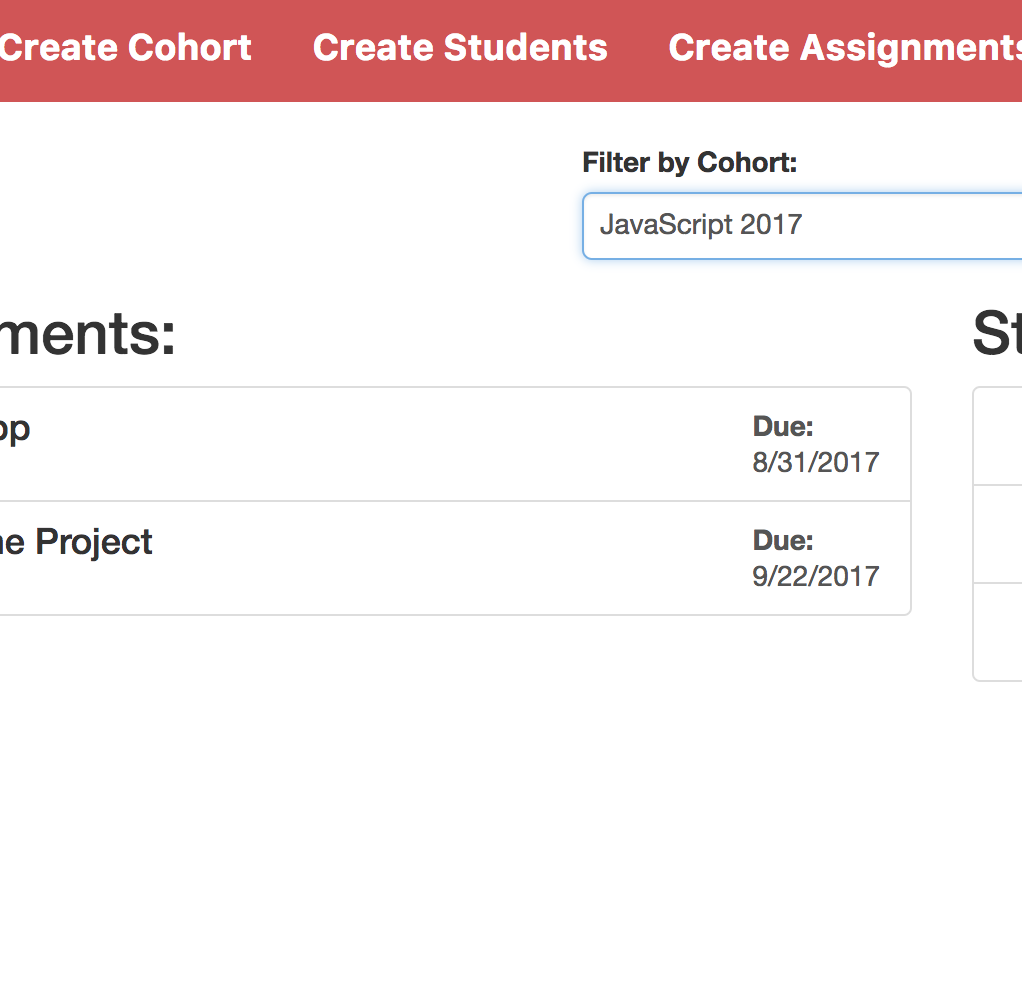 Create Cohort Create Students Create Assignments
Filter by Cohort:
JavaScript 2017
ments:
St
pp
Due:
8/31/2017
ne Project
Due:
9/22/2017